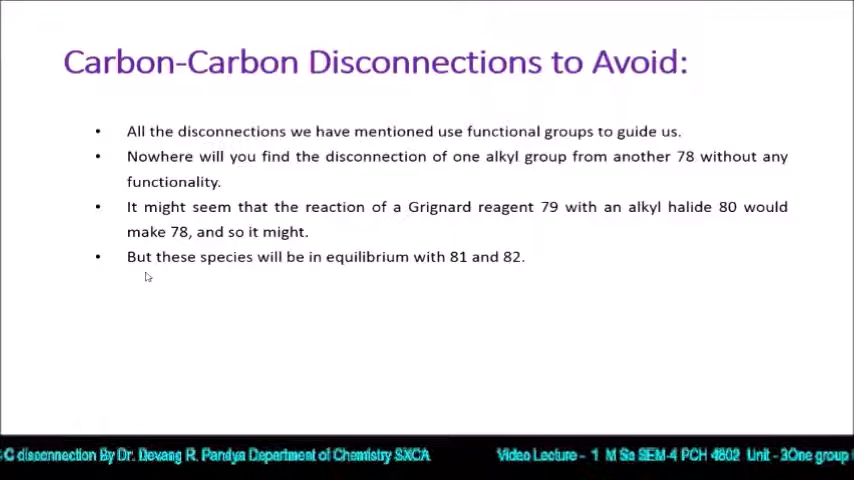 Carbon-Carbon Disconnections to Avoid:
• All the disconnections we have mentioned use functional groups to guide us.
• Nowhere will you find the disconnection of one alkyl group from another 78 without any
functionality.
• It might seem that the reaction of a Grignard reagent 79 with an alkyl halide 80 would
make 78, and so it might.
• But these species will be in equilibrium with 81 and 82.
C disconnection By Dr. Devang R. Pandya Department of Chemistry SXCA Video Lecture - 1 M Sc SEM-4 PCH 4802 Unit - 3One group